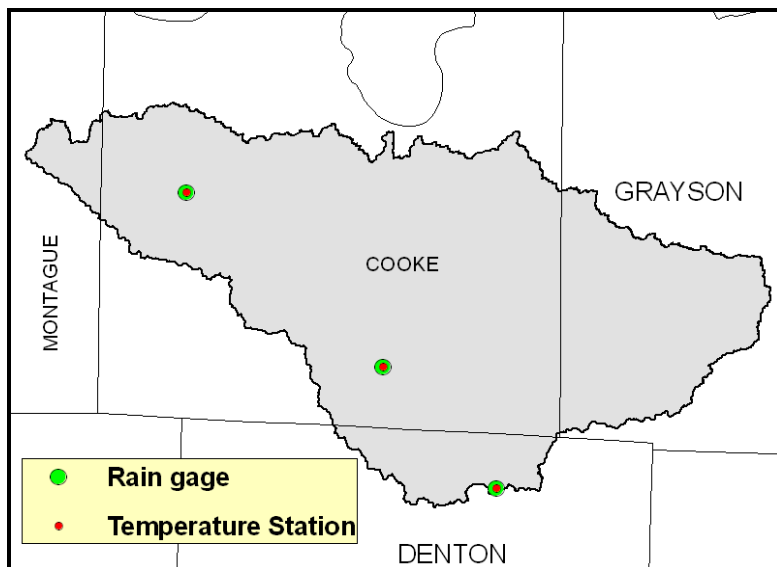 GRAYSON
COOKE
MONTAGUE
Rain gage
Temperature Station
DENTON